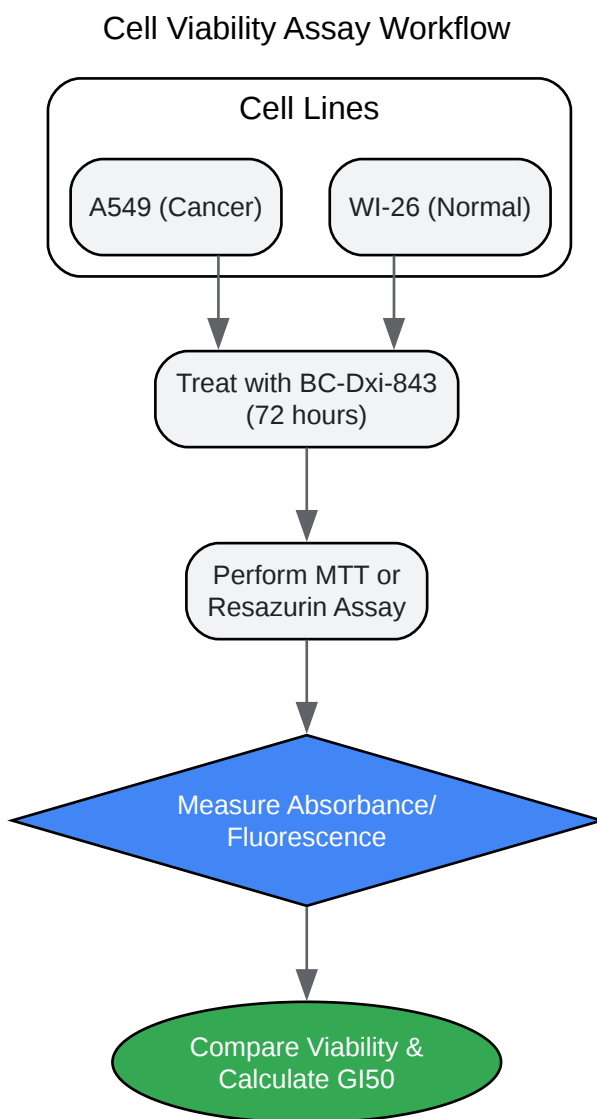 Cell Viability Assay Workflow
Cell Lines
A549 (Cancer)
WI-26 (Normal)
Treat with BC-Dxi-843
(72 hours)
Perform MTT or
Resazurin Assay
Measure Absorbance/
Fluorescence
Compare Viability &
Calculate GI50